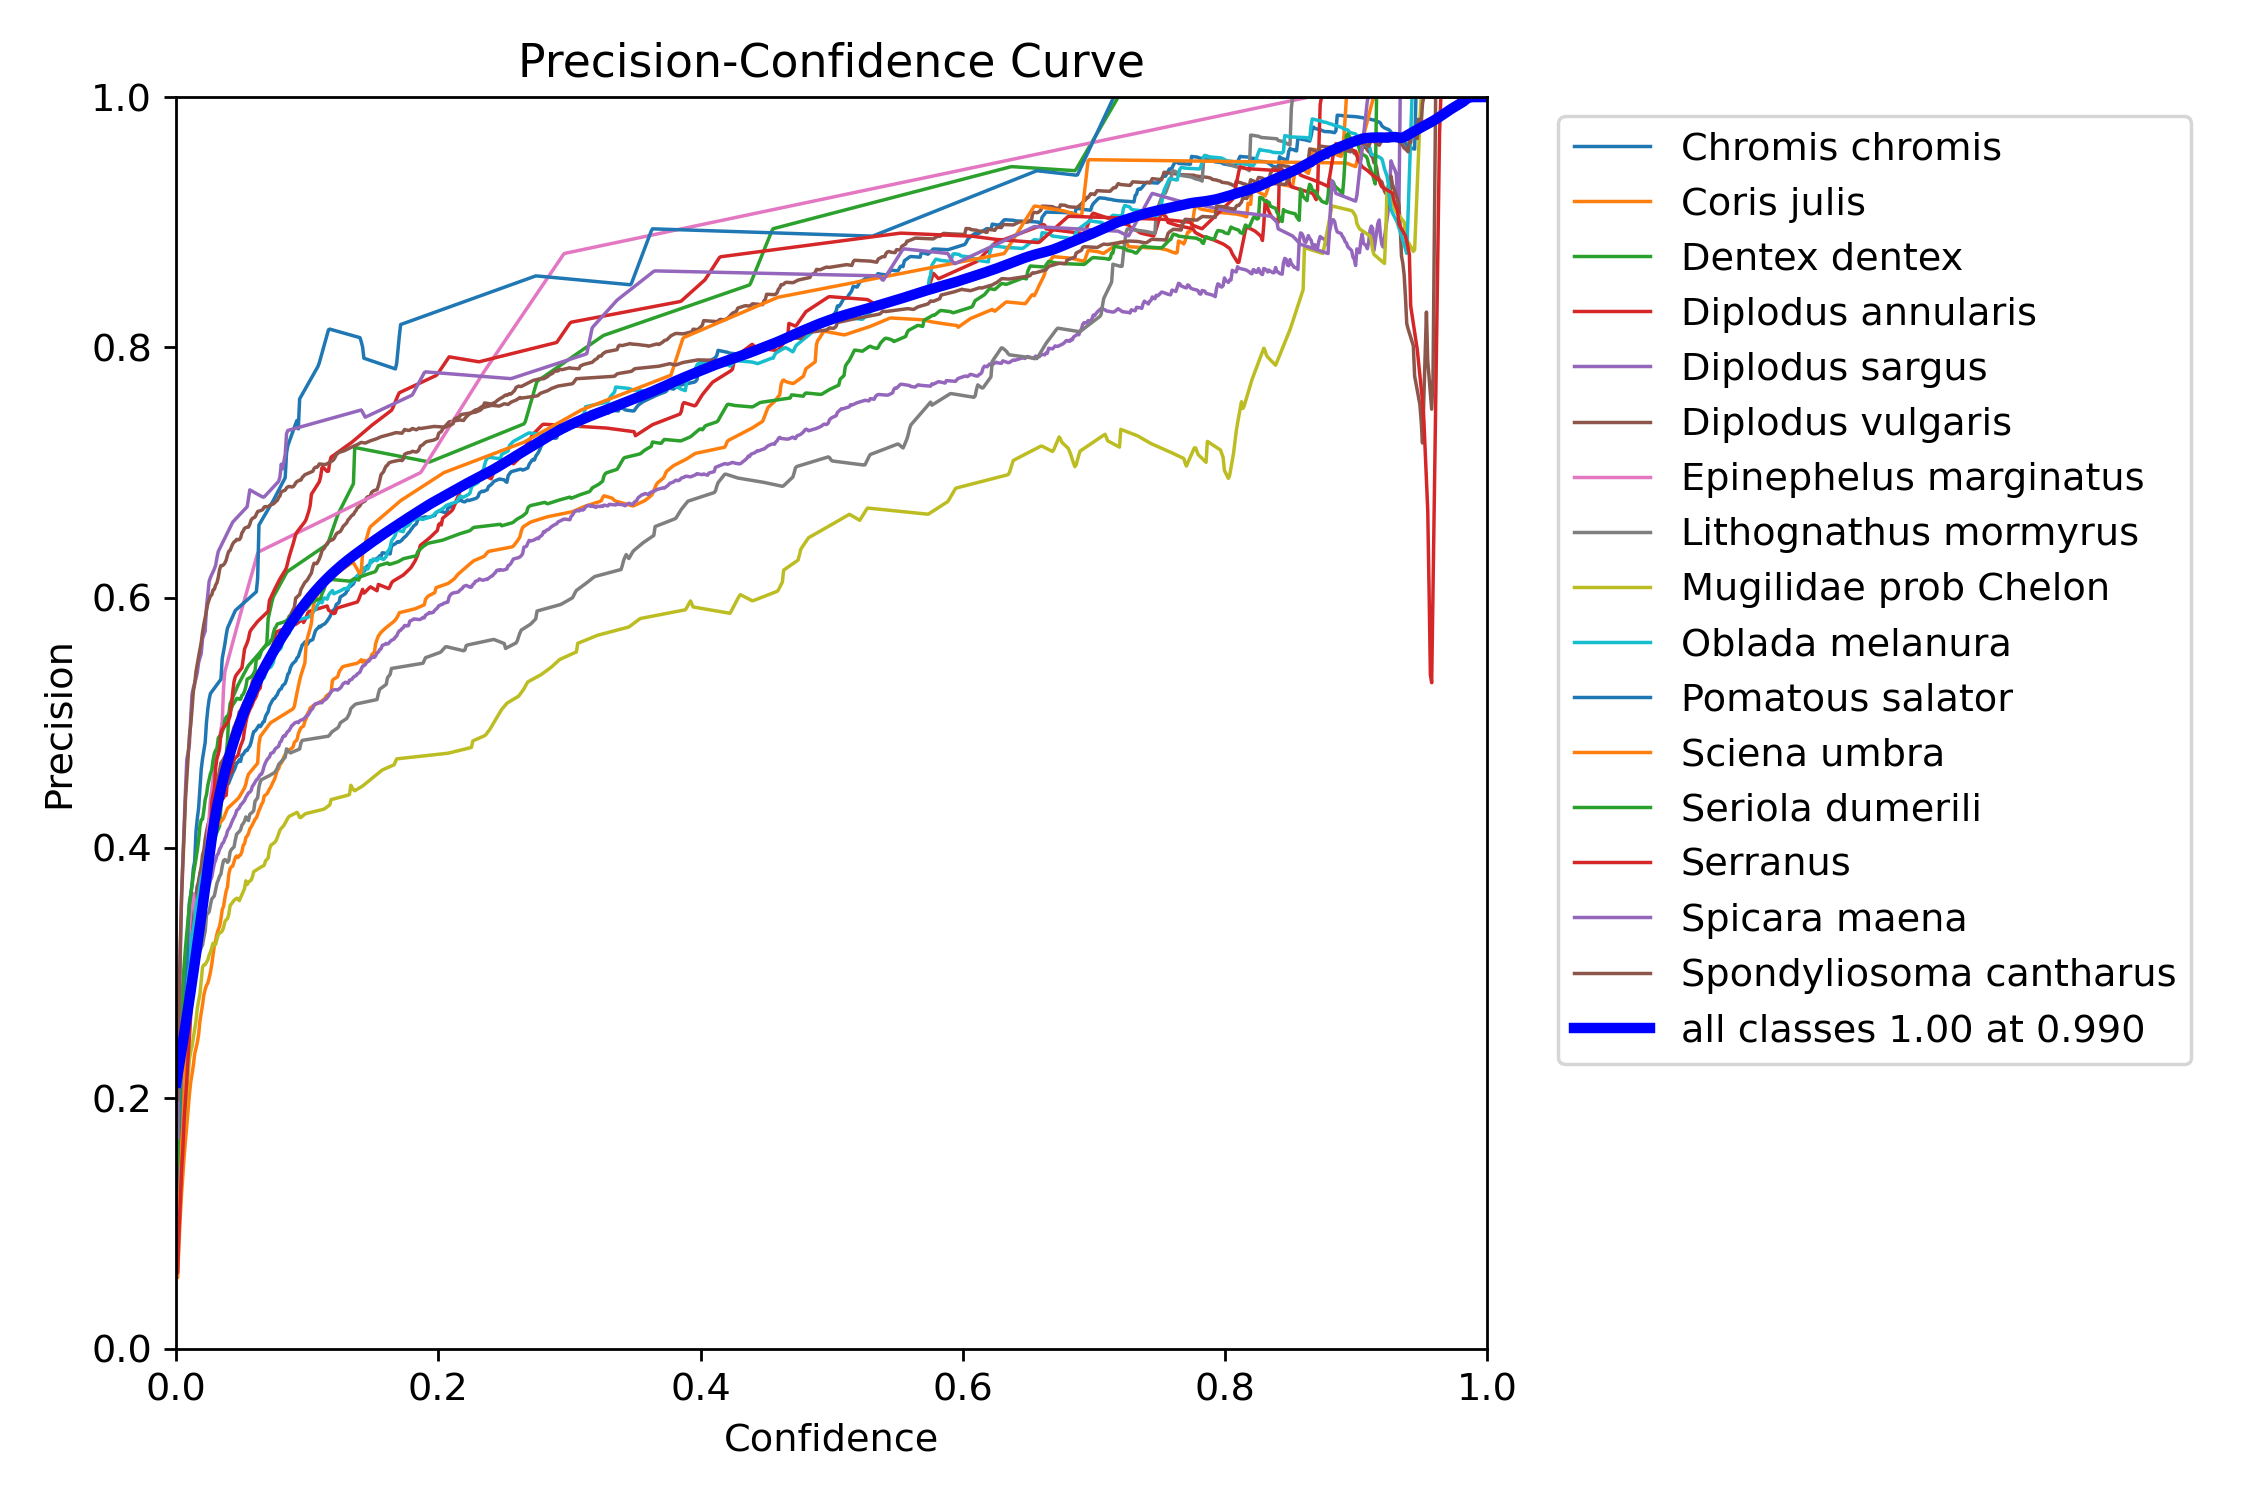 Precision-Confidence Curve
1.0
0.8
0.6
0.4
0.2
0.0
Precision
0.0 0.2 0.4 0.6 0.8 1.0
Confidence
Chromis chromis
Coris julis
Dentex dentex
Diplodus annularis
Diplodus sargus
Diplodus vulgaris
Epinephelus marginatus
Lithognathus mormyrus
Mugilidae prob Chelon
Oblada melanura
Pomatous salator
Sciena umbra
Seriola dumerili
Serranus
Spicara maena
Spondyliosoma cantharus
all classes 1.00 at 0.990